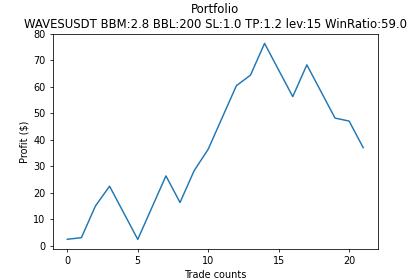 Portfolio
WAVESUSDT BBM:2.8 BBL:200 SL:1.0 TP:1.2 lev:15 WinRatio:59.0
80
70
60
50
40
30
20
10
0
Profit ($)
0 5 10 15 20
Trade counts